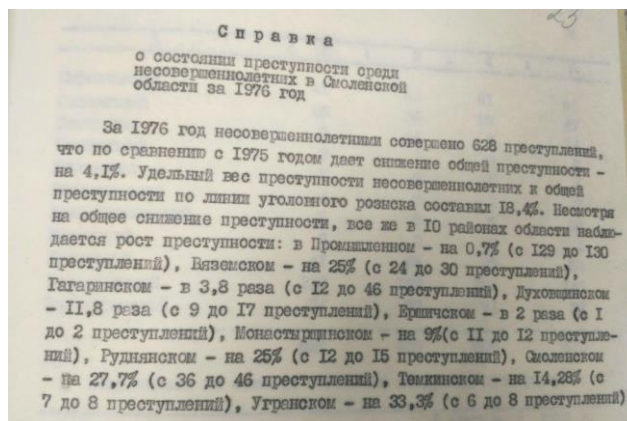 23
Справка
о состоянии преступности среди
несовершеннолетних в Смоленской
области за 1976 год
За 1976 год несовершеннолетними совершено 628 преступлений,
что по сравнению с 1975 годом дает снижение общей преступности –
на 4,1%. Удельный вес преступности несовершеннолетних к общей
преступности по линии уголовного розыска составил 18,4%. Несмотря
на общее снижение преступности, все же в 10 районах области наблю-
дается рост преступности: в Промышленном – на 0,7% (с 129 до 130
преступлений), Вяземском – на 25% (с 24 до 30 преступлений),
Гагаринском – в 3,8 раза (с 12 до 46 преступлений), Духовщинском
– 11,8 раза (с 9 до 17 преступлений), Ершичском – в 2 раза (с 1
до 2 преступлений), Монастырщинском – на 9%(с 11 до 12 преступле-
ний), Руднянском – на 25% (с 12 до 15 преступлений), Смоленском
– на 27,7% (с 36 до 46 преступлений), Темкинском – на 14,28% (с
7 до 8 преступлений), Угранском – на 33,3% (с 6 до 8 преступлений)